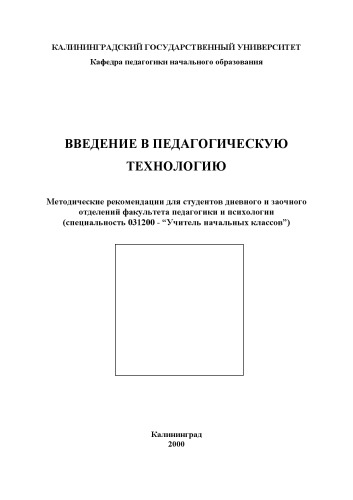 КАЛИНИНГРАДСКИЙ ГОСУДАРСТВЕННЫЙ УНИВЕРСИТЕТ
Кафедра педагогики начального образования
ВВЕДЕНИЕ В ПЕДАГОГИЧЕСКУЮ
ТЕХНОЛОГИЮ
Методические рекомендации для студентов дневного и заочного
отделений факультета педагогики и психологии
(специальность 031200 - “Учитель начальных классов”)
Калининград
2000